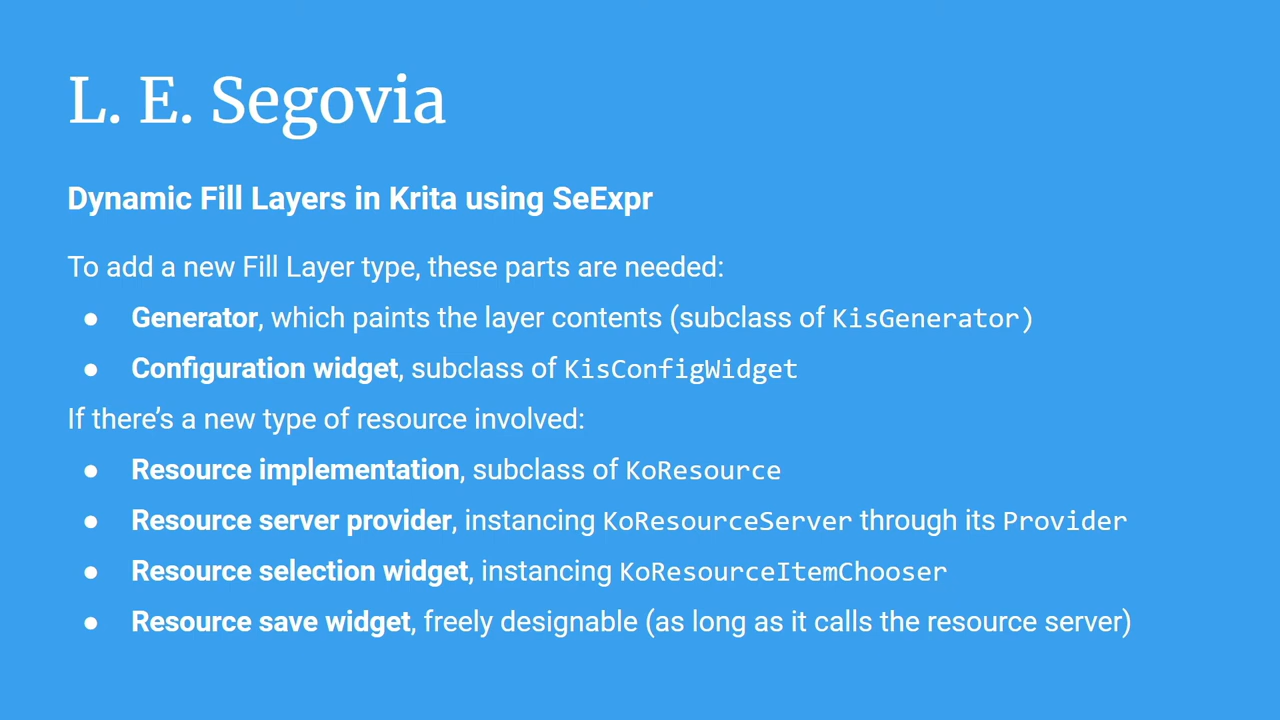 L. E. Segovia
Dynamic Fill Layers in Krita using SeExpr
To add a new Fill Layer type, these parts are needed:
● Generator, which paints the layer contents (subclass of KisGenerator)
● Configuration widget, subclass of KisConfigWidget
If there’s a new type of resource involved:
● Resource implementation, subclass of KoResource
● Resource server provider, instancing KoResourceServer through its Provider
● Resource selection widget, instancing KoResourceItemChooser
● Resource save widget, freely designable (as long as it calls the resource server)